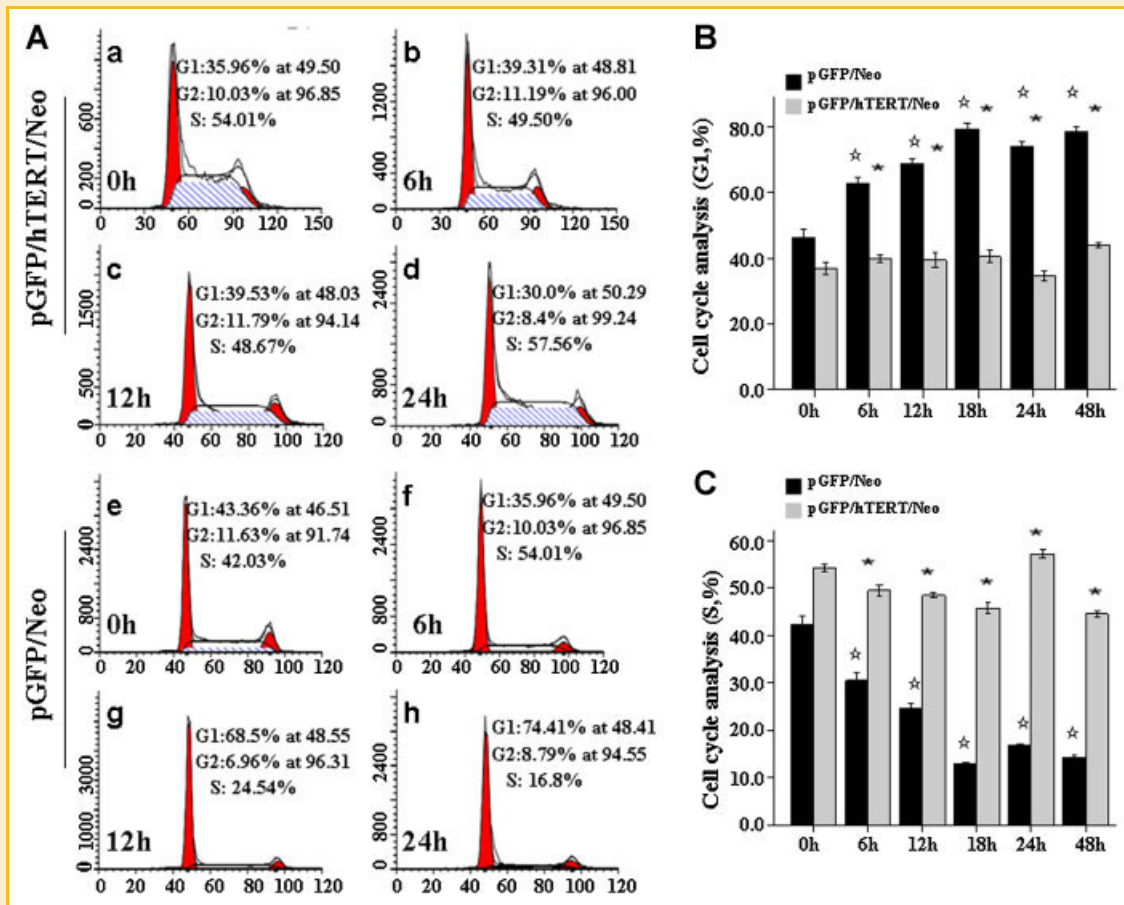 A
pGFP/hTERT/Neo
a
G1:35.96% at 49.50
G2:10.03% at 96.85
S: 54.01%
0h
600
200
0
0 30 60 90 120 150
b
G1:39.31% at 48.81
G2:11.19% at 96.00
S: 49.50%
6h
1200
400
0
0 30 60 90 120 150
c
G1:39.53% at 48.03
G2:11.79% at 94.14
S: 48.67%
12h
1500
500
0
0 20 40 60 80 100 120
d
G1:30.0% at 50.29
G2:8.4% at 99.24
S: 57.56%
24h
2400
800
0
0 20 40 60 80 100 120
pGFP/Neo
e
G1:43.36% at 46.51
G2:11.63% at 91.74
S: 42.03%
0h
2400
800
0
0 20 40 60 80 100 120
f
G1:35.96% at 49.50
G2:10.03% at 96.85
S: 54.01%
6h
2400
800
0
0 20 40 60 80 100 120
g
G1:68.5% at 48.55
G2:6.96% at 96.31
S: 24.54%
12h
3000
1000
0
0 20 40 60 80 100 120
h
G1:74.41% at 48.41
G2:8.79% at 94.55
S: 16.8%
24h
2400
800
0
0 20 40 60 80 100 120
B
pGFP/Neo
pGFP/hTERT/Neo
Cell cycle analysis (G1,%)
80.0
60.0
40.0
20.0
0.0
0h 6h 12h 18h 24h 48h
C
pGFP/Neo
pGFP/hTERT/Neo
Cell cycle analysis (S,%)
60.0
50.0
40.0
30.0
20.0
10.0
0.0
0h 6h 12h 18h 24h 48h